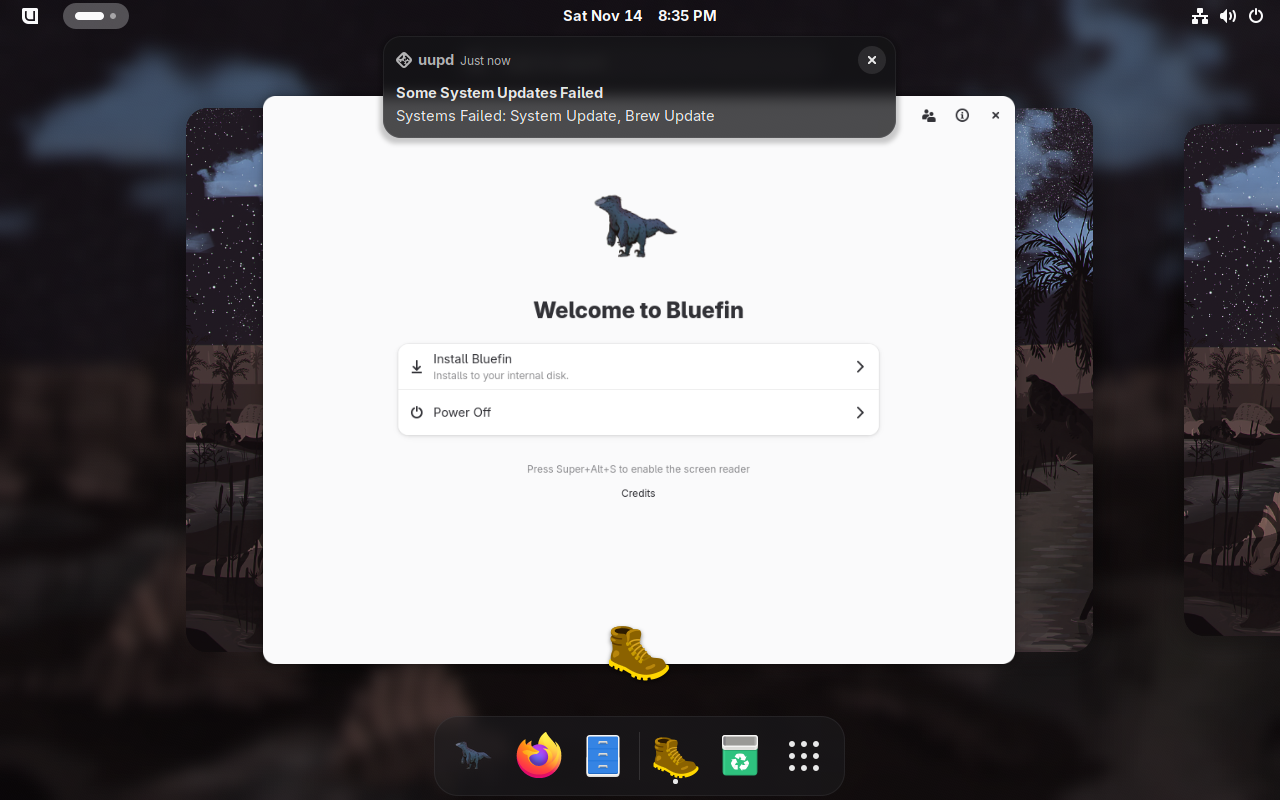 Sat Nov 14 8:35 PM
uupd Just now
Some System Updates Failed
Systems Failed: System Update, Brew Update
Welcome to Bluefin
Install Bluefin
Installs to your internal disk.
Power Off
Press Super+Alt+S to enable the screen reader
Credits